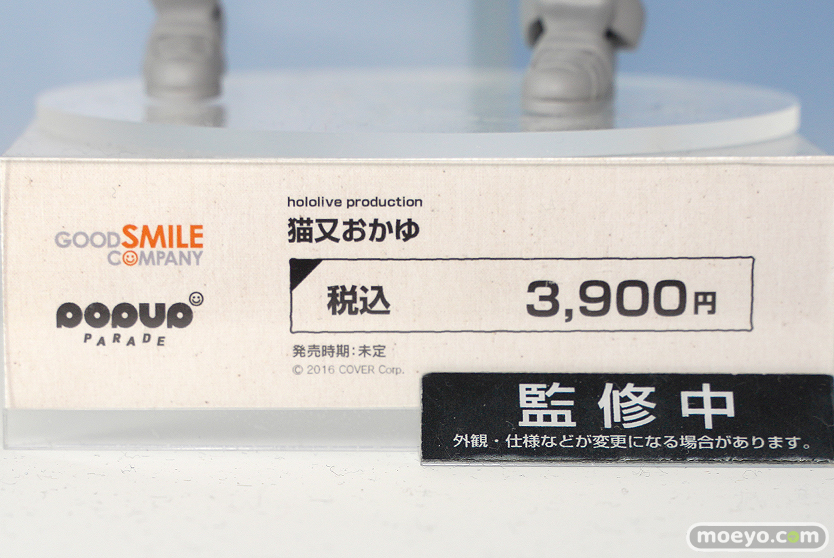 GOOD SMILE
COMPANY
POPUP
PARADE
hololive production
猫又おかゆ
税込 3,900円
発売時期:未定
© 2016 COVER Corp.
監修中
外観・仕様などが変更になる場合があります。
moeyo.com